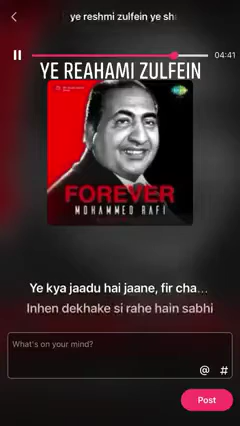 ye reshmi zulfein ye sh
04:41
YE REAHAMI ZULFEIN
FOREVER
MOHAMMED RAFI
Ye kya jaadu hai jaane, fir cha...
Inhen dekhake si rahe hain sabhi
What's on your mind?
@ #
Post